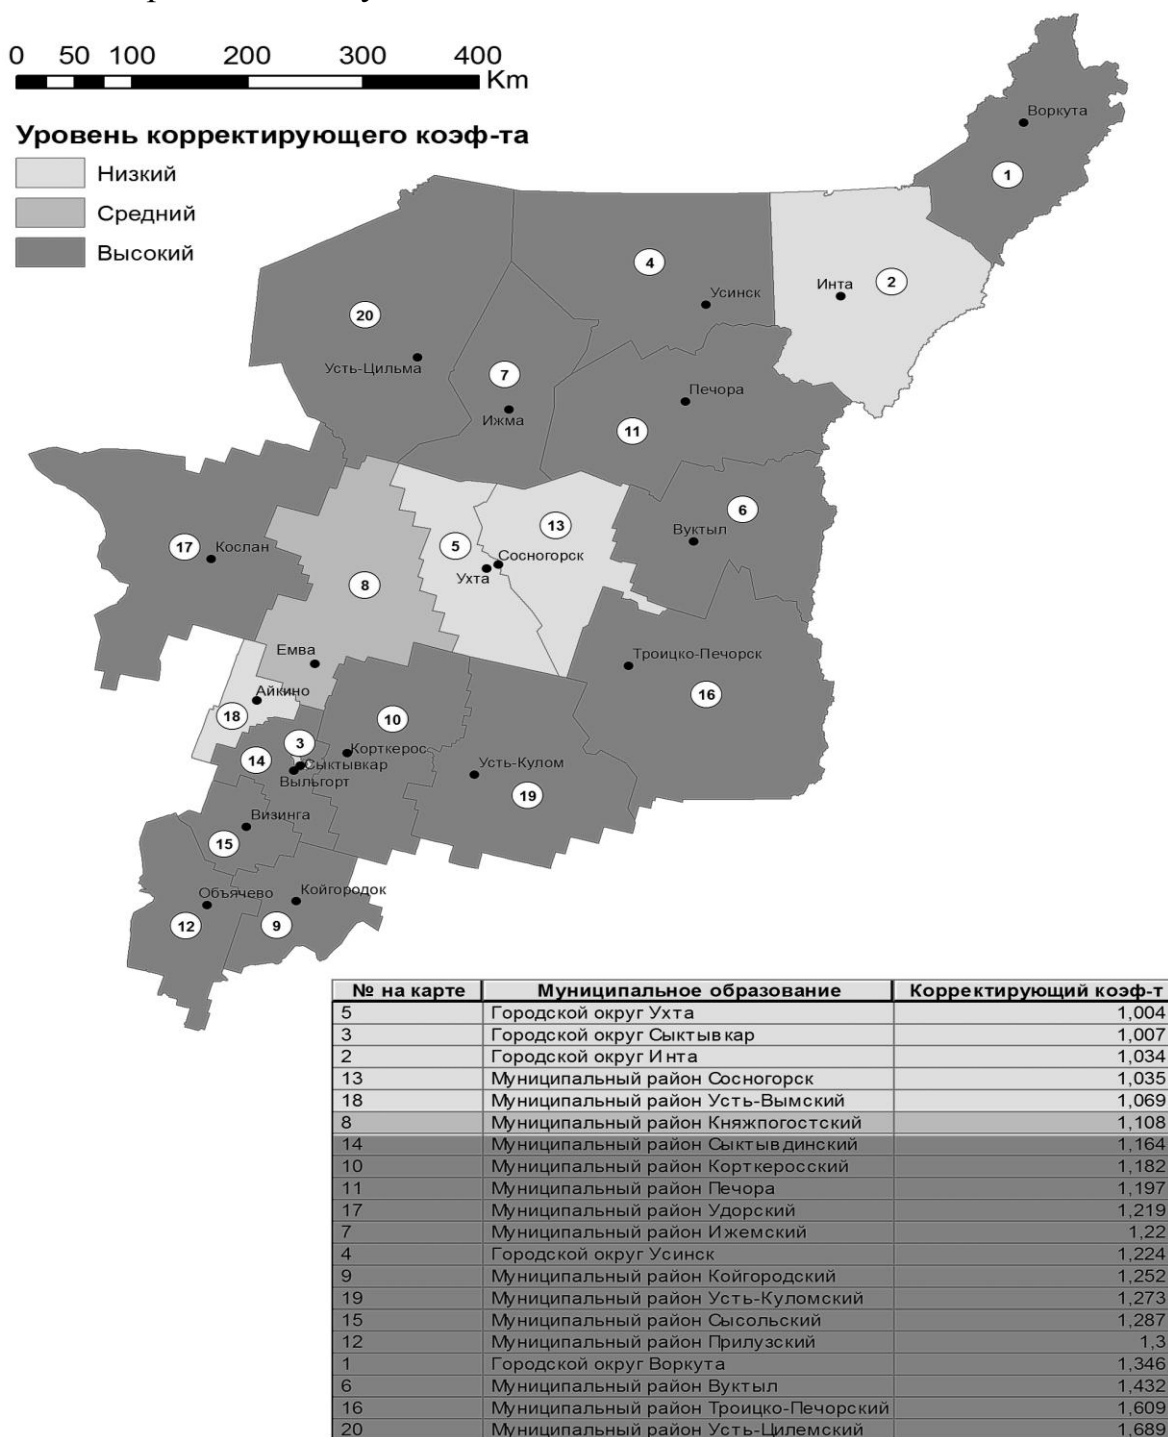 0 50 100 200 300 400
Km
Уровень корректирующего коэф-та
Низкий
Средний
Высокий
Воркута
1
4
2
Инта
Усинск
20
Усть-Цильма
7
Печора
Ижма
11
6
13
Вуктыл
17
Кослан
5
Сосногорск
Ухта
8
Емва
Троицко-Печорск
Айкино
16
18
10
3
Корткерос
14
Сыктывкар
Усть-Кулом
Выльгорт
19
Визинга
15
Объячево
Койгородок
12
9
№ на карте Муниципальное образование Корректирующий коэф-т
5 Городской округ Ухта 1,004
3 Городской округ Сыктывкар 1,007
2 Городской округ Инта 1,034
13 Муниципальный район Сосногорск 1,035
18 Муниципальный район Усть-Вымский 1,069
8 Муниципальный район Княжпогостский 1,108
14 Муниципальный район Сыктывдинский 1,164
10 Муниципальный район Корткеросский 1,182
11 Муниципальный район Печора 1,197
17 Муниципальный район Удорский 1,219
7 Муниципальный район Ижемский 1,22
4 Городской округ Усинск 1,224
9 Муниципальный район Койгородский 1,252
19 Муниципальный район Усть-Куломский 1,273
15 Муниципальный район Сысольский 1,287
12 Муниципальный район Прилузский 1,3
1 Городской округ Воркута 1,346
6 Муниципальный район Вуктыл 1,432
16 Муниципальный район Троицко-Печорский 1,609
20 Муниципальный район Усть-Цилемский 1,689